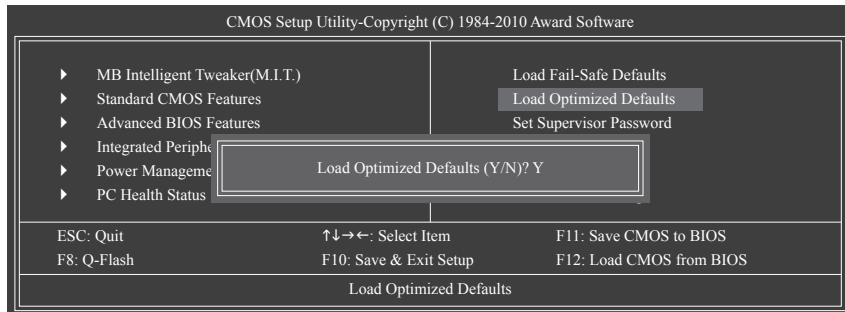 CMOS Setup Utility-Copyright (C) 1984-2010 Award Software
MB Intelligent Tweaker(M.I.T.)
Standard CMOS Features
Advanced BIOS Features
Integrated Periphe
Power Manageme
PC Health Status
Load Fail-Safe Defaults
Load Optimized Defaults
Set Supervisor Password
Load Optimized Defaults (Y/N)? Y
ESC: Quit
↑↓→←: Select Item
F11: Save CMOS to BIOS
F8: Q-Flash
F10: Save & Exit Setup
F12: Load CMOS from BIOS
Load Optimized Defaults